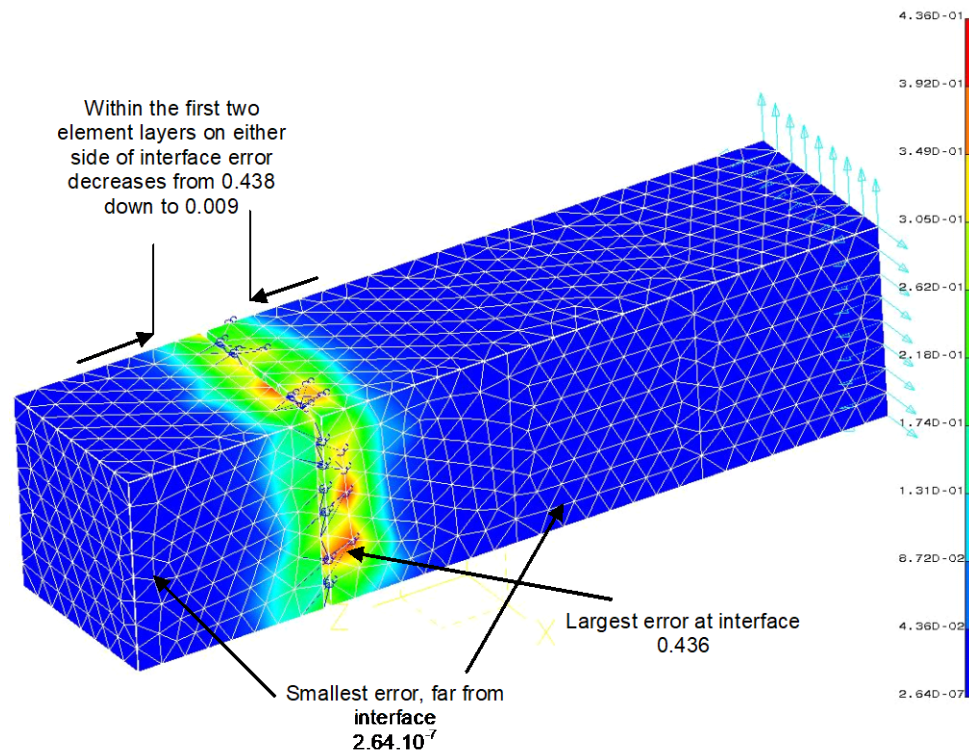 4.36D-01
3.92D-01
3.49D-01
3.05D-01
2.62D-01
2.18D-01
1.74D-01
1.31D-01
8.72D-02
4.36D-02
2.64D-07
Within the first two
element layers on either
side of interface error
decreases from 0.438
down to 0.009
Z
X
Largest error at interface
0.436
Smallest error, far from
interface
2.64.10⁻⁷